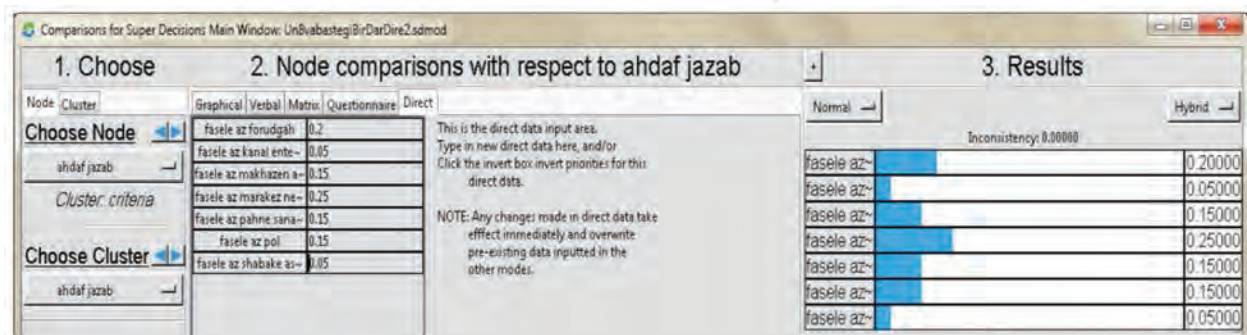 Comparisons for Super Decisions Main Window: Un8vabastegiBirDarDire2.sdmod
1. Choose
2. Node comparisons with respect to ahdaf jazab
+
3. Results
Node Cluster
Graphical Verbal Matrix Questionnaire Direct
Normal
Hybrid
Choose Node
ahdaf jazab
Cluster: criteria
Choose Cluster
ahdaf jazab
fasele az forudgah 0.2
fasele az kanal ente~ 0.05
fasele az makhazen a~ 0.15
fasele az marakez ne~ 0.25
fasele az pahne sana~ 0.15
fasele az pol 0.15
fasele az shabake as~ 0.05
This is the direct data input area.
Type in new direct data here, and/or
Click the invert box invert priorities for this
direct data.
NOTE: Any changes made in direct data take
efffect immediately and overwrite
pre-existing data inputted in the
other modes.
Inconsistency: 0.00000
fasele az~ 0.20000
fasele az~ 0.05000
fasele az~ 0.15000
fasele az~ 0.25000
fasele az~ 0.15000
fasele az~ 0.15000
fasele az~ 0.05000